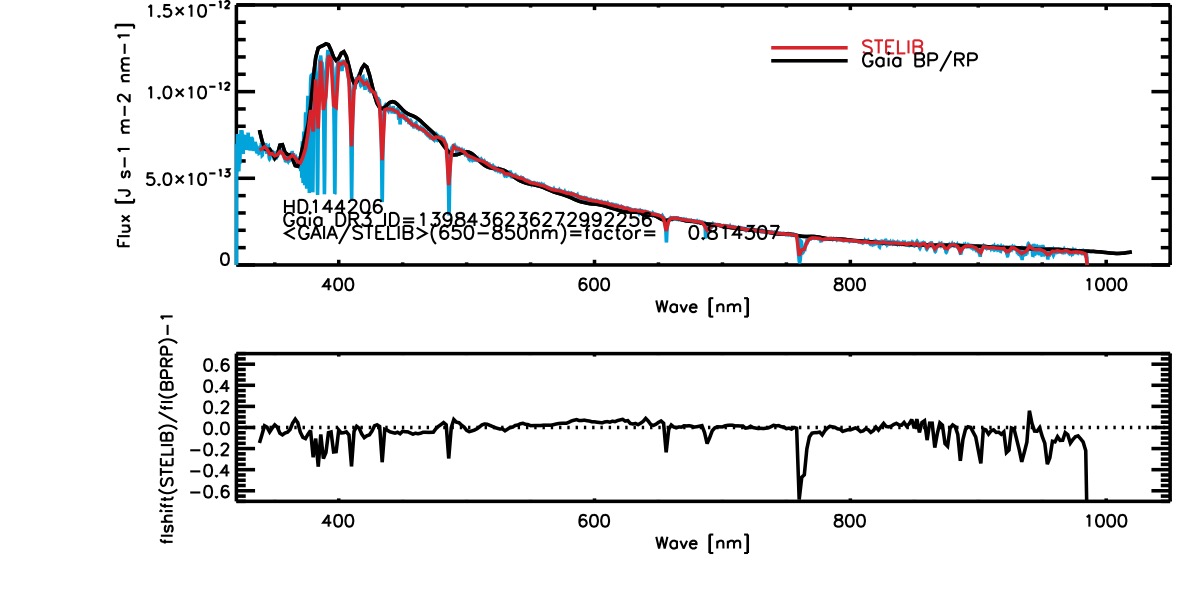 1.5×10−12
1.0×10−12
5.0×10−13
0
Flux [J s−1 m−2 nm−1]
STELIB
Gaia BP/RP
HD144206
Gaia DR3 ID=1398436236272992256
<GAIA/STELIB>(650−850nm)=factor= 0.814307
400 600 800 1000
Wave [nm]
flshift(STELIB)/fl(BPRP)−1
0.6
0.4
0.2
0.0
−0.2
−0.4
−0.6
400 600 800 1000
Wave [nm]